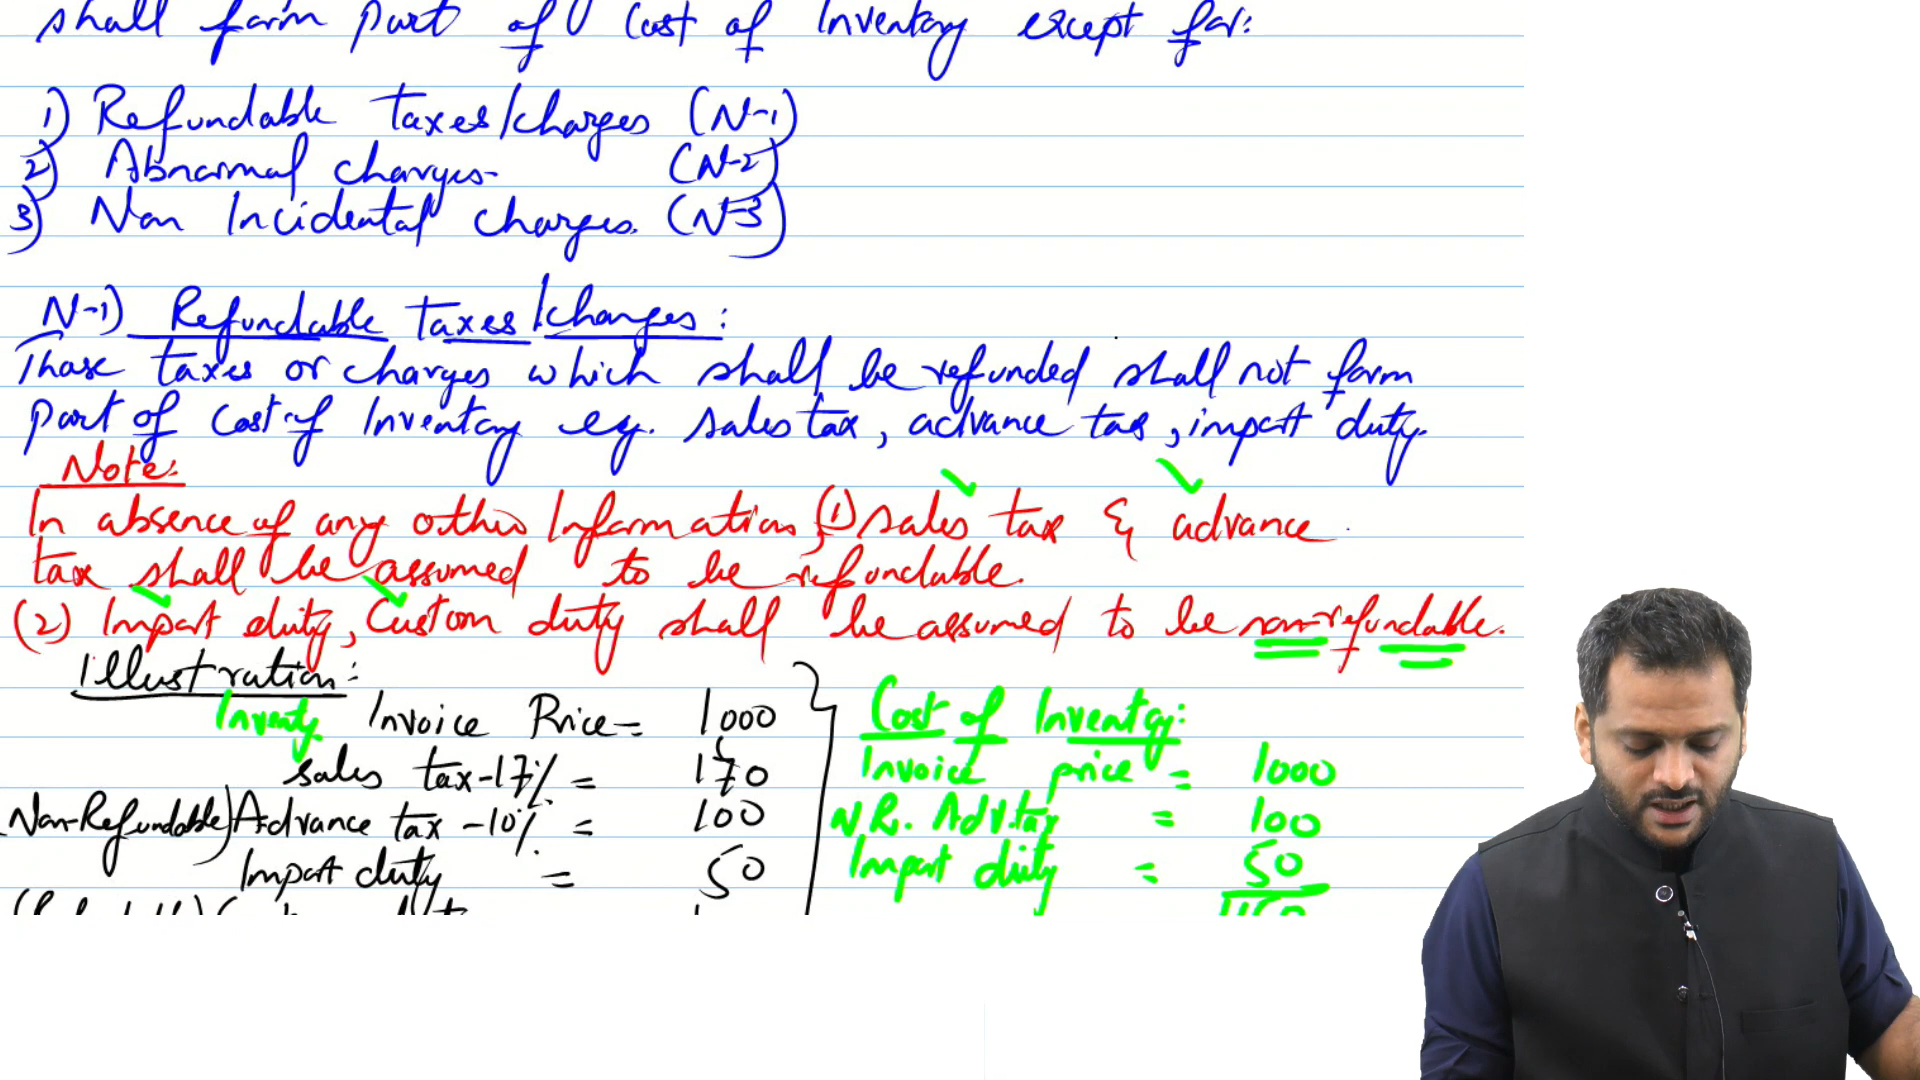 shall form part of Cost of Inventory except for:
1) Refundable taxes/charges (N-1)
2) Abnormal charges- (N-2)
3) Non Incidental charges. (N-3)
N-1) Refundable taxes/charges:
Those taxes or charges which shall be refunded shall not form
part of Cost of Inventory eg. sales tax, advance tax, import duty.
Note:
In absence of any other Information, (1) sales tax & advance
tax shall be assumed to be refundable.
(2) Import duty, Custom duty shall be assumed to be non-refundable.
Illustration:
Inventy Invoice Price = 1000
sales tax-17% = 170
(Non-Refundable) Advance tax -10% = 100
Import duty = 50
Cost of Inventory:
Invoice price = 1000
N.R. Adv.tax = 100
Import duty = 50